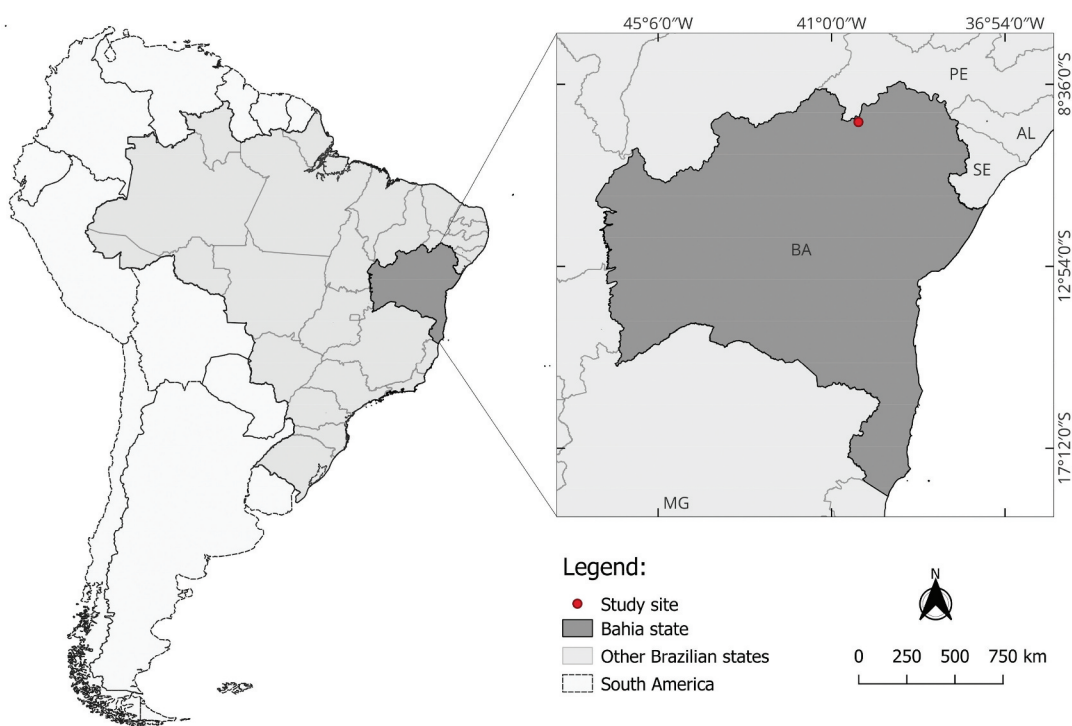 45°6′0″W 41°0′0″W 36°54′0″W
8°36′0″S
12°54′0″S
17°12′0″S
PE
AL
SE
BA
MG
Legend:
Study site
Bahia state
Other Brazilian states
South America
N
0 250 500 750 km